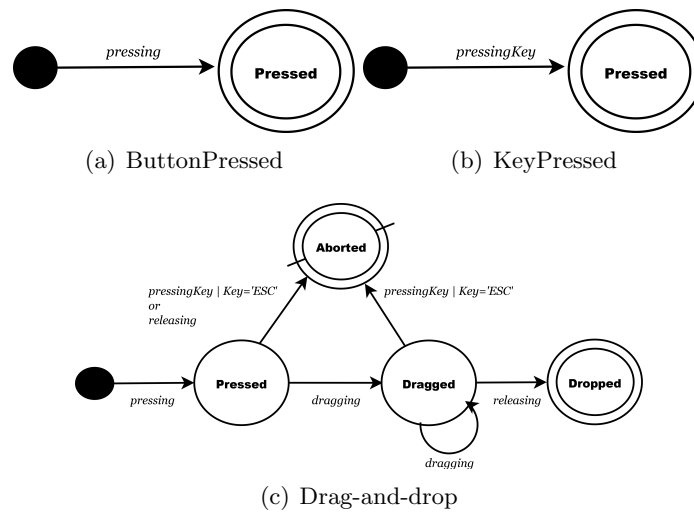 pressing
Pressed
pressingKey
Pressed
(a) ButtonPressed
(b) KeyPressed
Aborted
pressingKey | Key='ESC'
or
releasing
pressingKey | Key='ESC'
Pressed
Dragged
Dropped
pressing
dragging
releasing
dragging
(c) Drag-and-drop